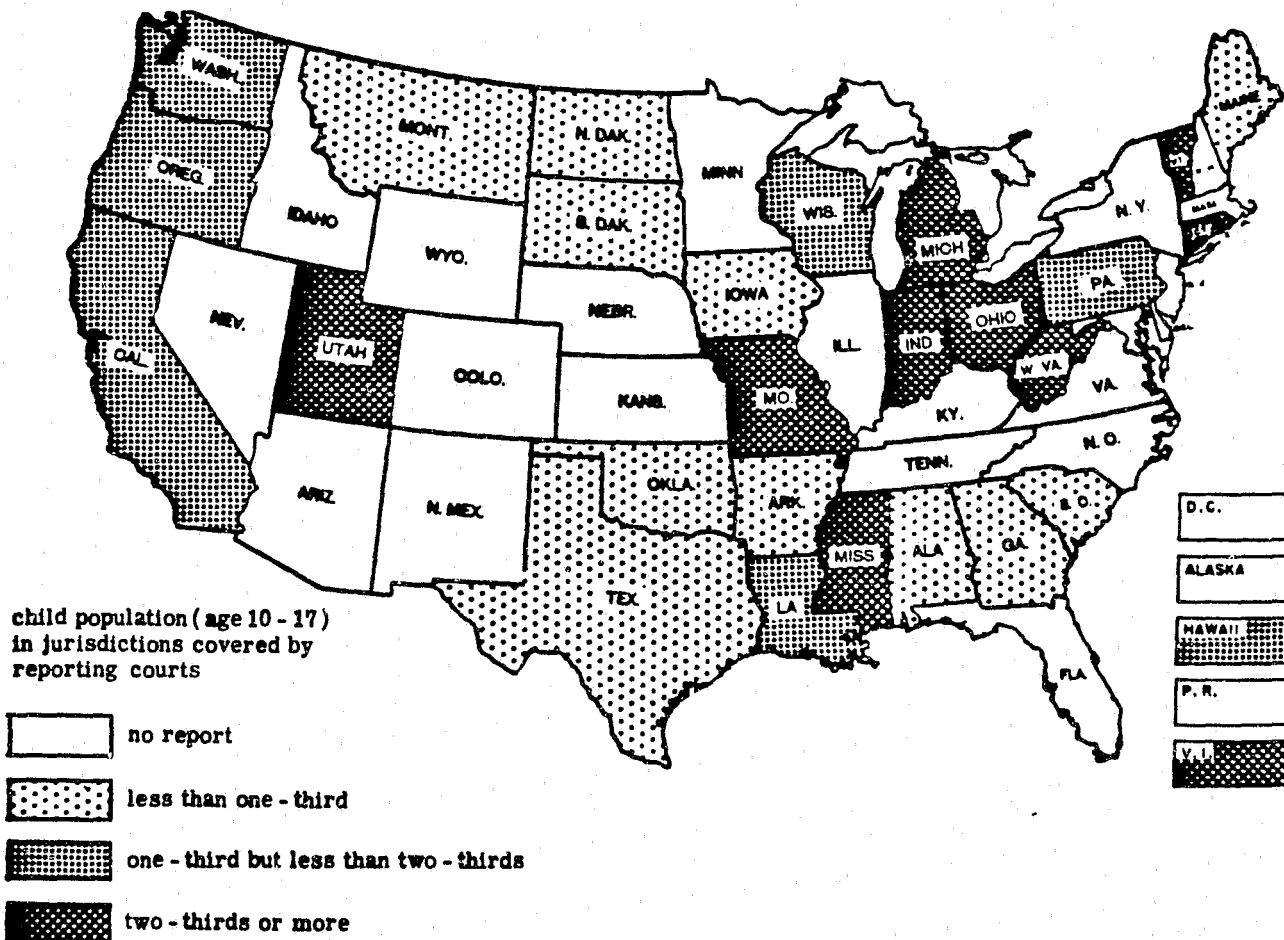 WASH.
MONT.
N. DAK.
MINN
MAINE
OREG.
IDAHO
S. DAK.
WIS.
MICH
N. Y.
WYO.
IOWA
PA.
NEV.
UTAH
NEBR.
ILL.
IND
OHIO
CAL.
COLO.
KANS.
MO.
W. VA.
VA.
KY.
ARIZ.
N. MEX.
OKLA.
ARK.
TENN.
N. C.
S. C.
TEX.
LA
MISS
ALA
GA.
FLA
D.C.
ALASKA
HAWAII
P. R.
V.I.
child population ( age 10 - 17 )
in jurisdictions covered by
reporting courts
no report
less than one - third
one - third but less than two - thirds
two - thirds or more